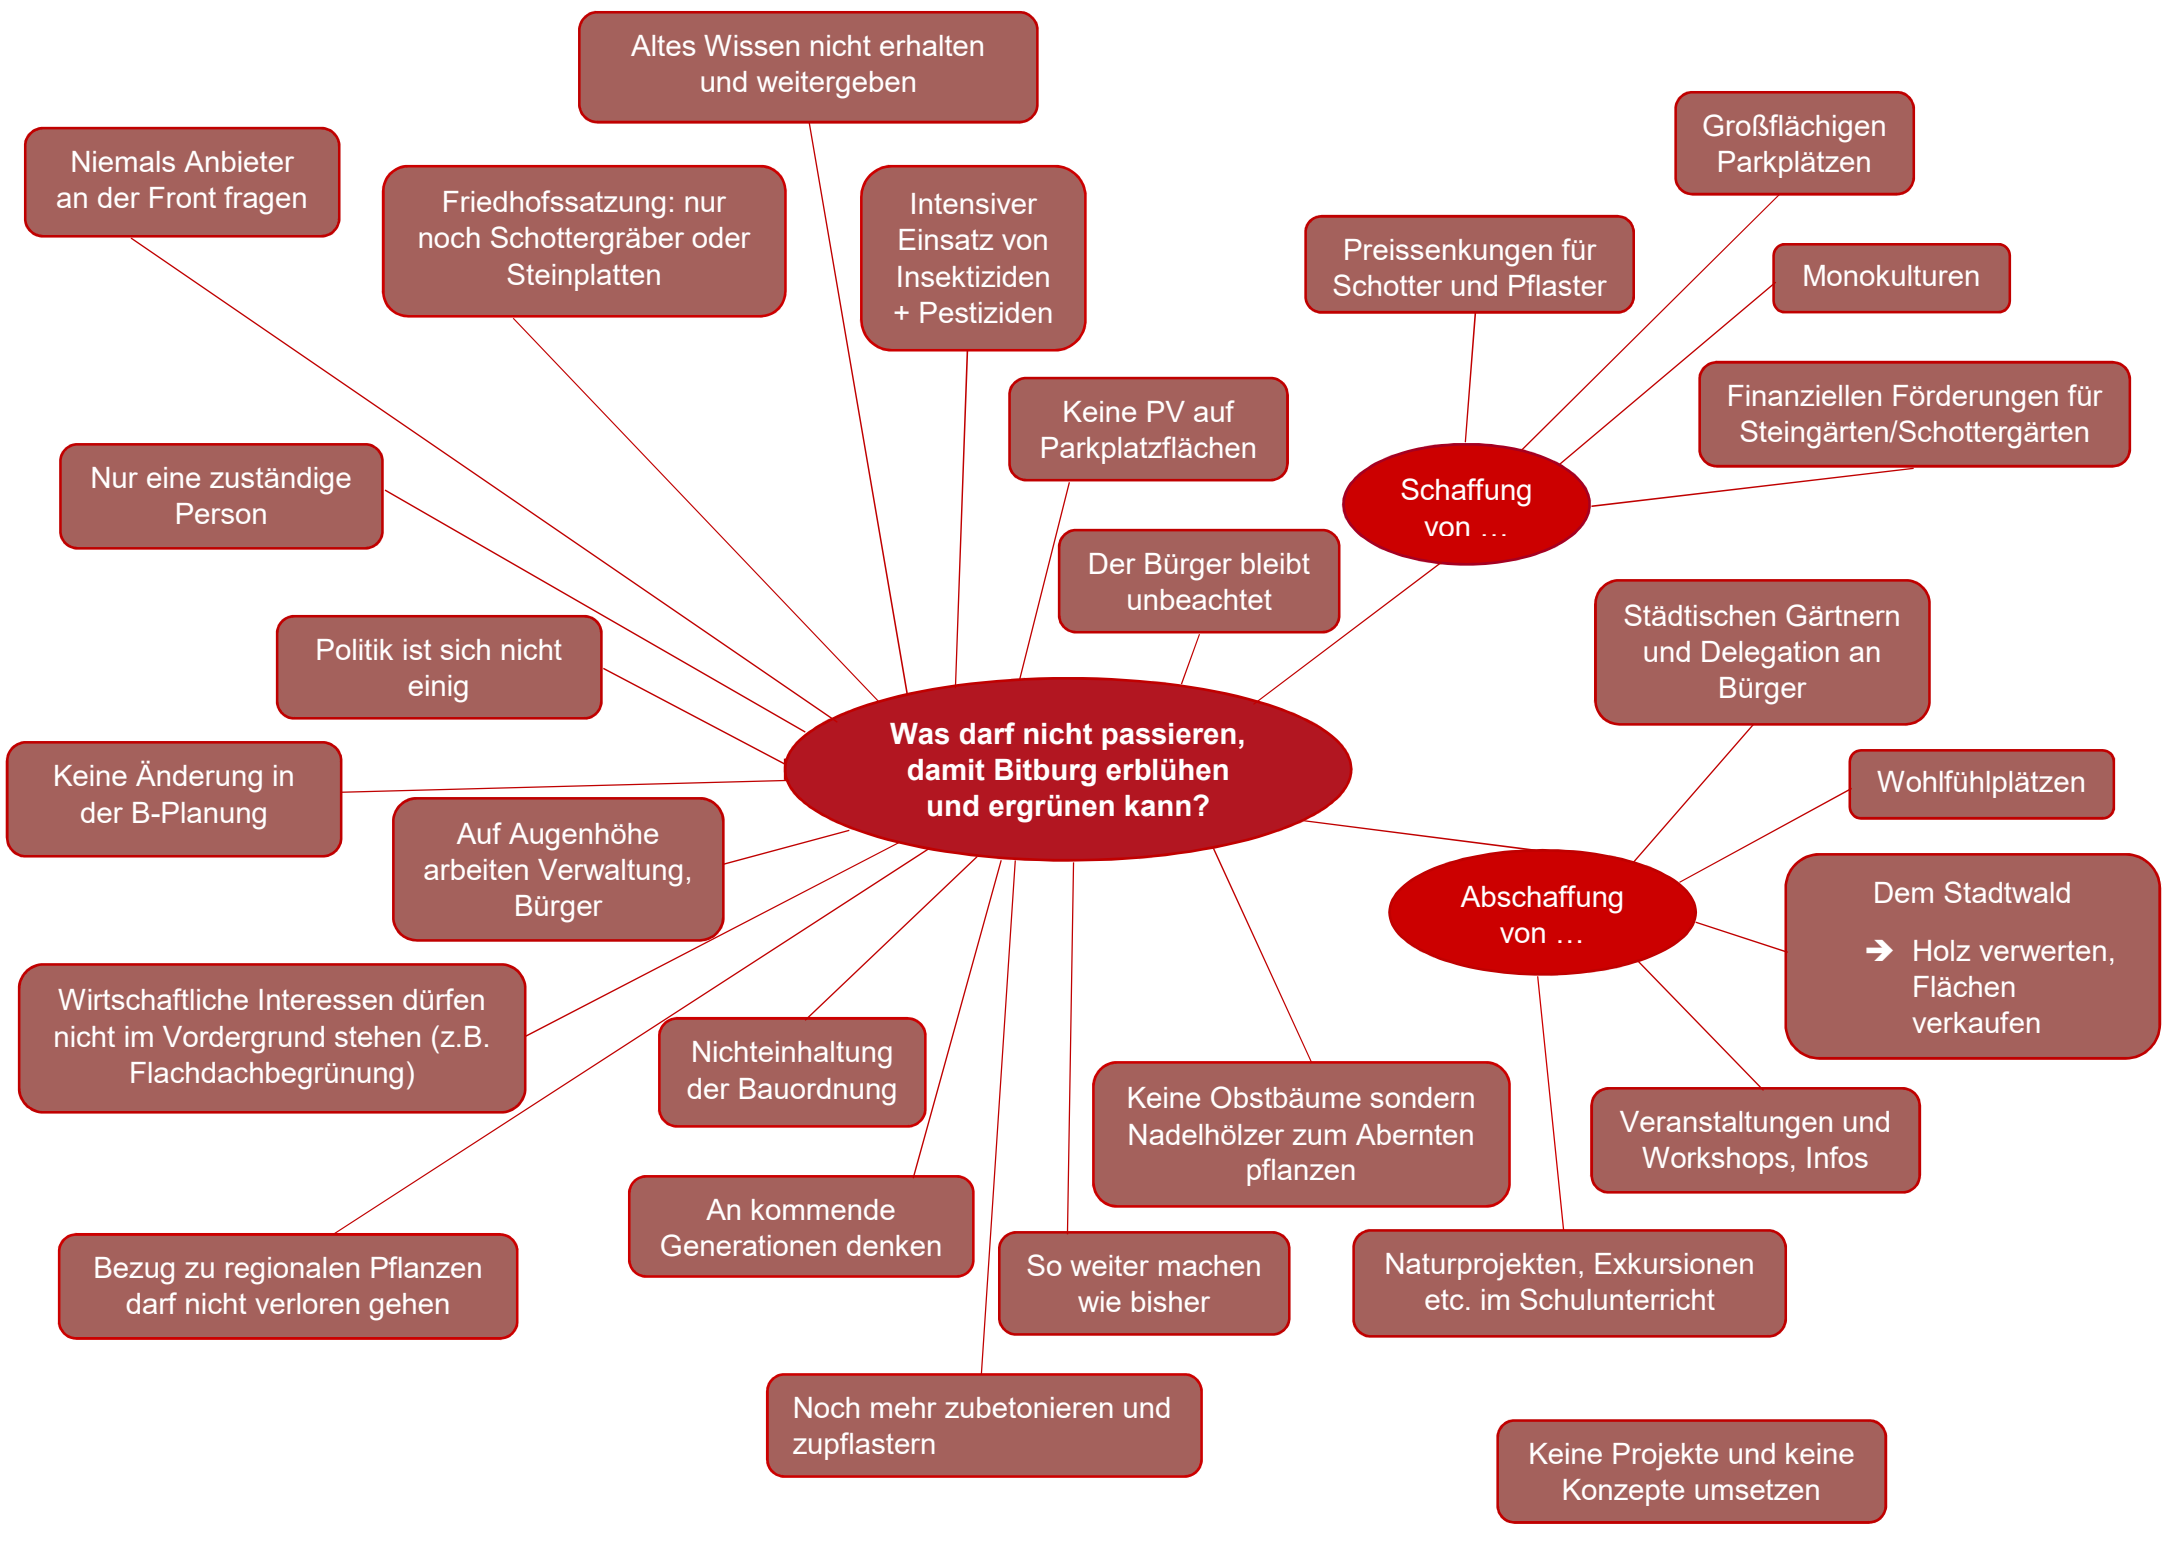 Altes Wissen nicht erhalten
und weitergeben
Großflächigen
Parkplätzen
Niemals Anbieter
an der Front fragen
Friedhofssatzung: nur
noch Schottergräber oder
Steinplatten
Intensiver
Einsatz von
Insektiziden
+ Pestiziden
Preissenkungen für
Schotter und Pflaster
Monokulturen
Finanziellen Förderungen für
Steingärten/Schottergärten
Keine PV auf
Parkplatzflächen
Nur eine zuständige
Person
Schaffung
von …
Der Bürger bleibt
unbeachtet
Städtischen Gärtnern
und Delegation an
Bürger
Politik ist sich nicht
einig
Was darf nicht passieren,
damit Bitburg erblühen
und ergrünen kann?
Keine Änderung in
der B-Planung
Wohlfühlplätzen
Auf Augenhöhe
arbeiten Verwaltung,
Bürger
Abschaffung
von …
Dem Stadtwald
➔ Holz verwerten,
Flächen
verkaufen
Wirtschaftliche Interessen dürfen
nicht im Vordergrund stehen (z.B.
Flachdachbegrünung)
Nichteinhaltung
der Bauordnung
Keine Obstbäume sondern
Nadelhölzer zum Abernten
pflanzen
Veranstaltungen und
Workshops, Infos
An kommende
Generationen denken
Bezug zu regionalen Pflanzen
darf nicht verloren gehen
So weiter machen
wie bisher
Naturprojekten, Exkursionen
etc. im Schulunterricht
Noch mehr zubetonieren und
zupflastern
Keine Projekte und keine
Konzepte umsetzen